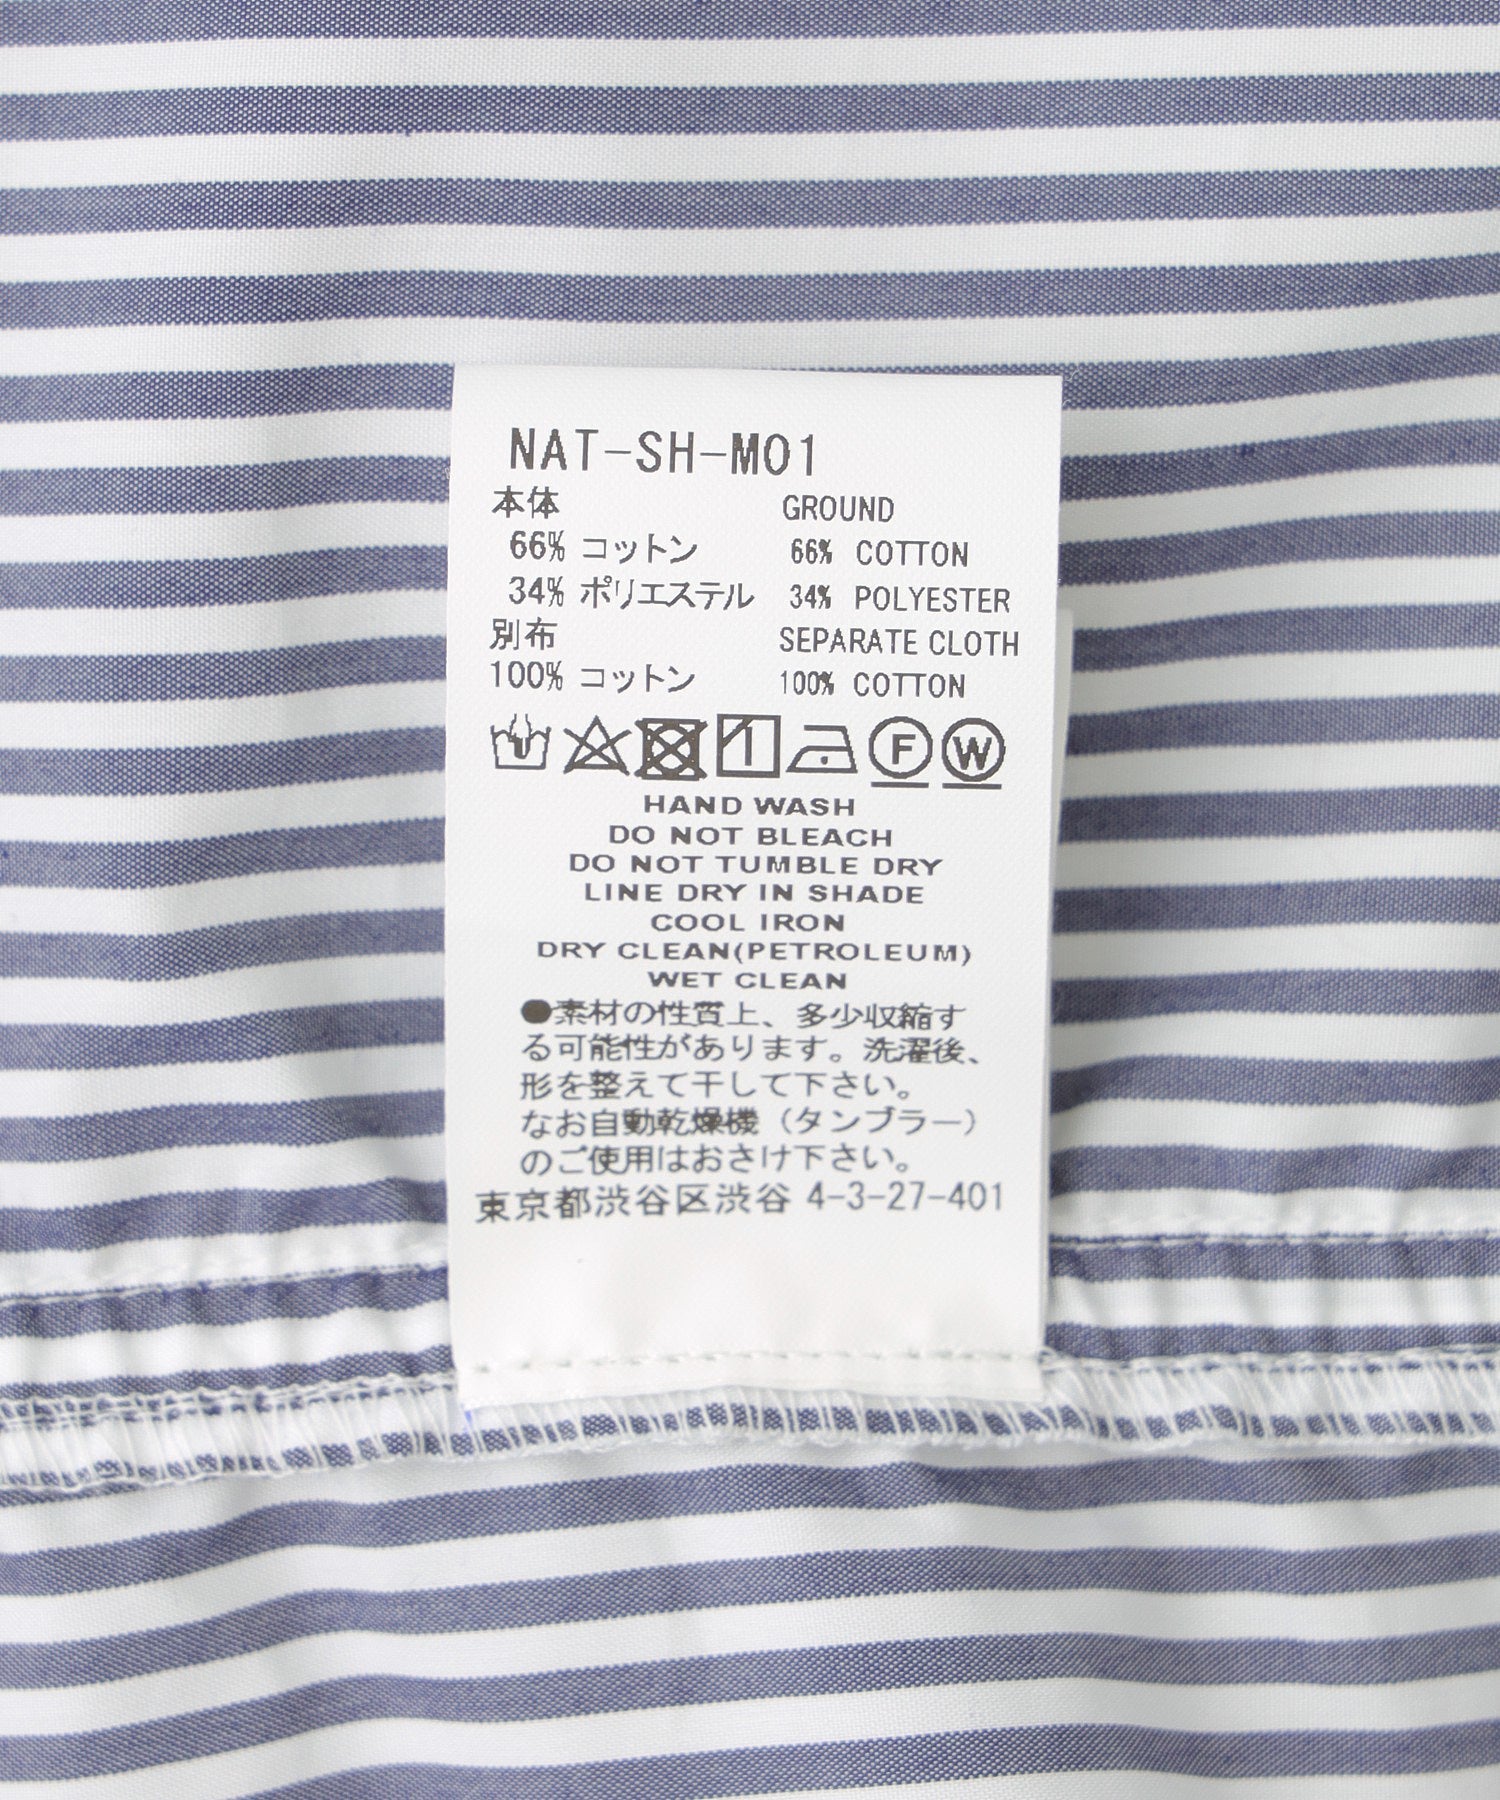 NAT-SH-M01
本体 GROUND
66% コットン 66% COTTON
34% ポリエステル 34% POLYESTER
別布 SEPARATE CLOTH
100% コットン 100% COTTON
F W
HAND WASH
DO NOT BLEACH
DO NOT TUMBLE DRY
LINE DRY IN SHADE
COOL IRON
DRY CLEAN(PETROLEUM)
WET CLEAN
●素材の性質上、多少収縮す
る可能性があります。洗濯後、
形を整えて干して下さい。
なお自動乾燥機（タンブラー）
のご使用はおさけ下さい。
東京都渋谷区渋谷 4-3-27-401